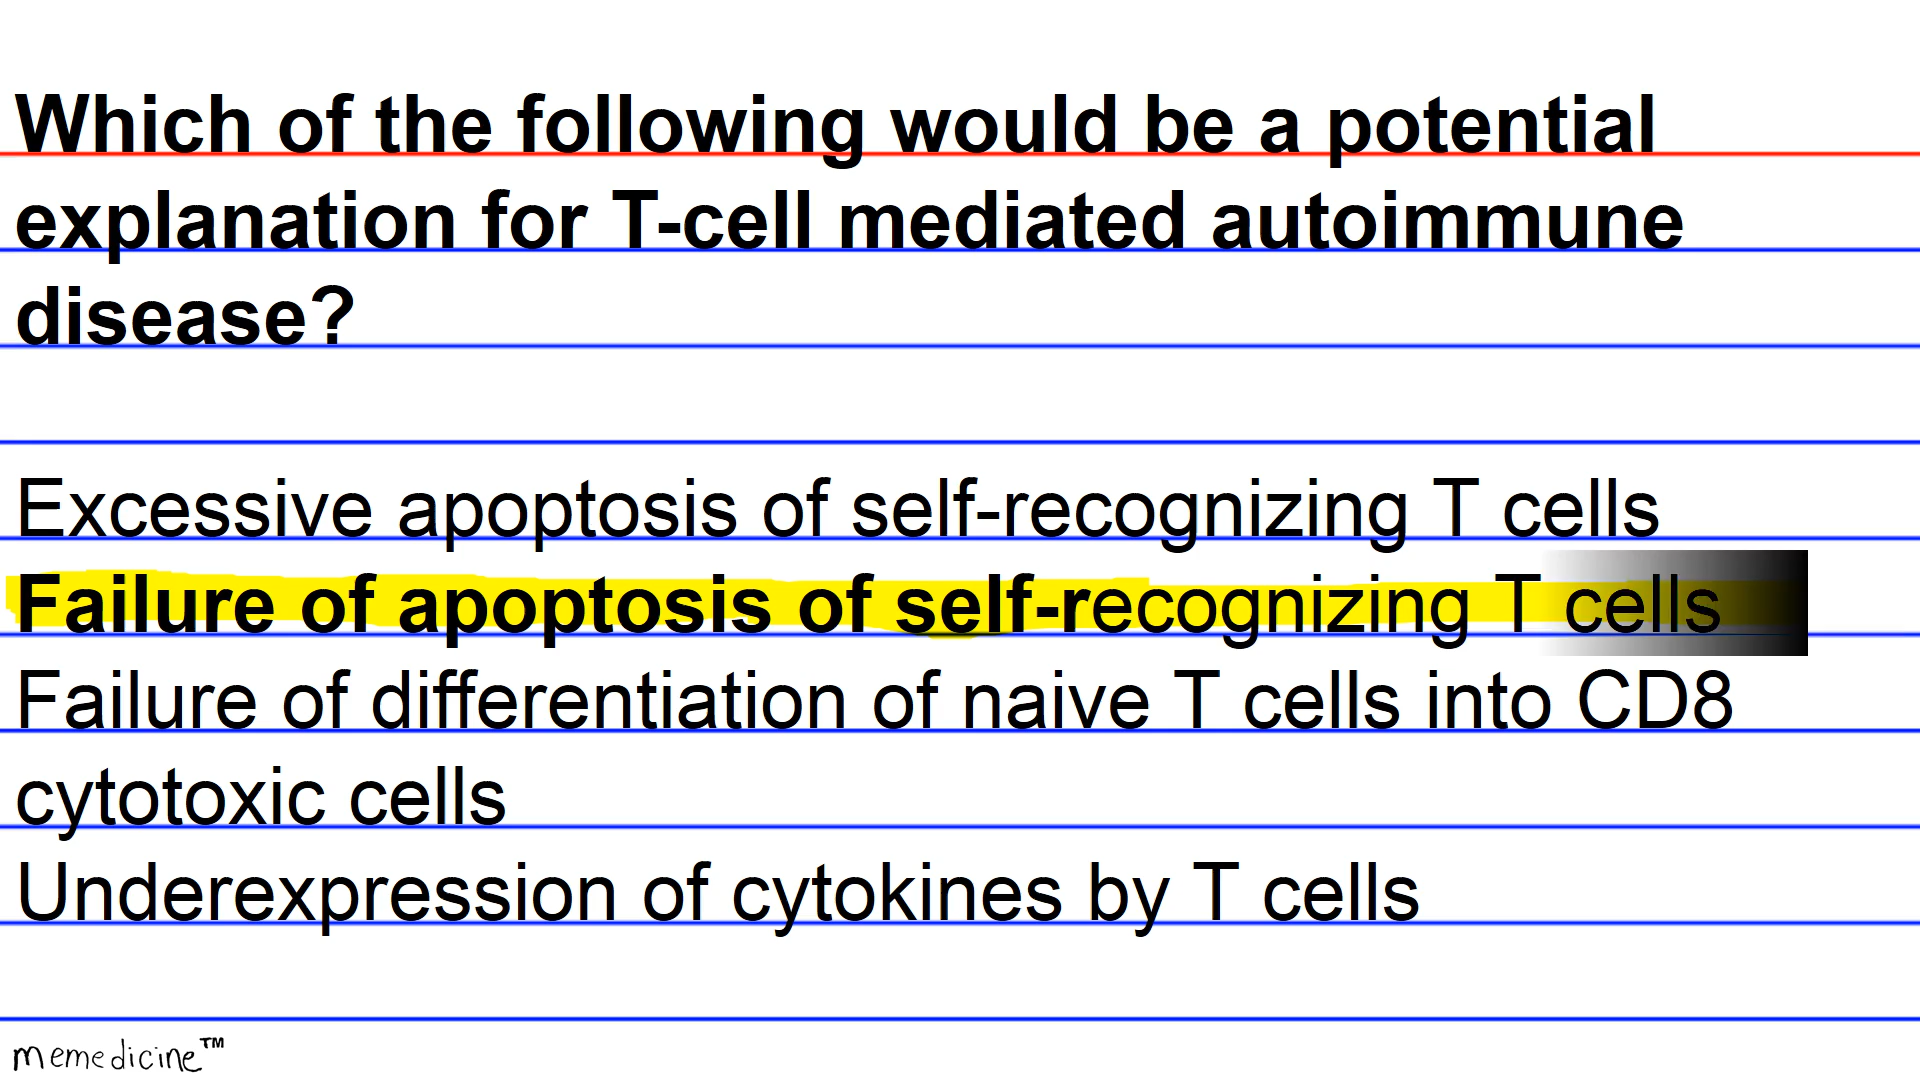 Which of the following would be a potential
explanation for T-cell mediated autoimmune
disease?
Excessive apoptosis of self-recognizing T cells
Failure of apoptosis of self-recognizing T cells
Failure of differentiation of naive T cells into CD8
cytotoxic cells
Underexpression of cytokines by T cells
memedicine™